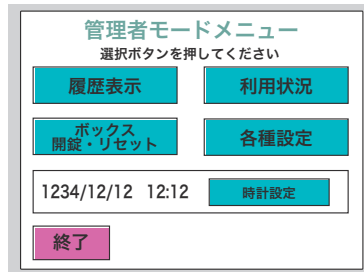 管理者モードメニュー
選択ボタンを押してください
履歴表示
利用状況
ボックス
開錠・リセット
各種設定
1234/12/12 12:12
時計設定
終了